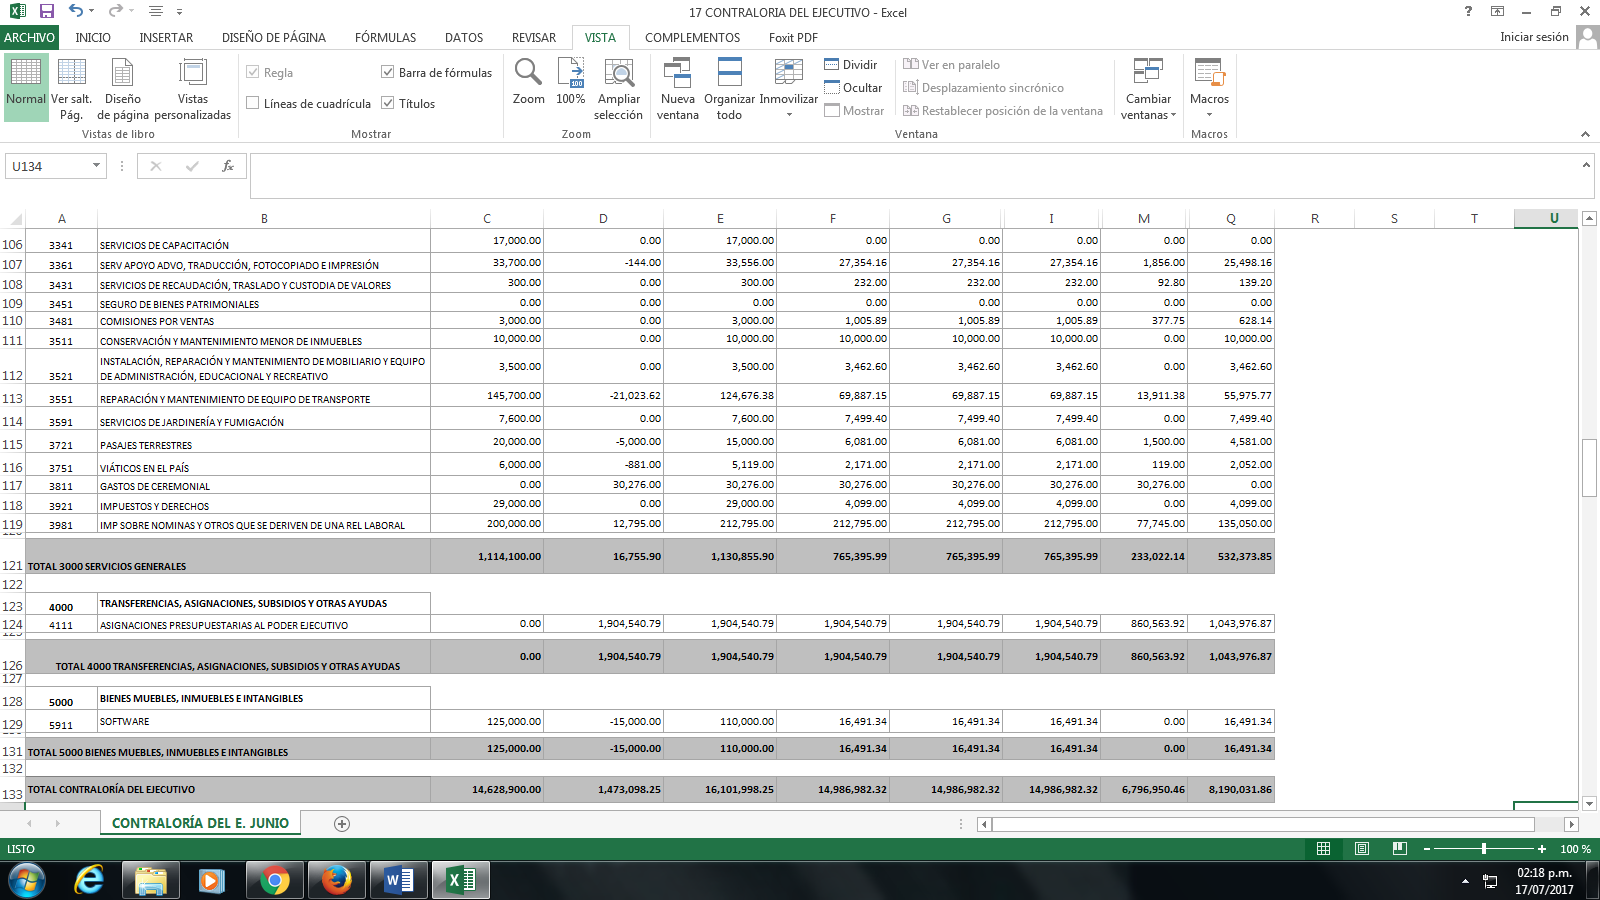 17 CONTRALORIA DEL EJECUTIVO - Excel
ARCHIVO INICIO INSERTAR DISEÑO DE PÁGINA FÓRMULAS DATOS REVISAR VISTA COMPLEMENTOS Foxit PDF Iniciar sesión
Normal Ver salt. Pág. Diseño de página Vistas personalizadas
Vistas de libro
Regla Barra de fórmulas
Líneas de cuadrícula Títulos
Mostrar
Zoom 100% Ampliar selección
Zoom
Nueva ventana Organizar todo Inmovilizar
Dividir
Ocultar
Mostrar
Ver en paralelo
Desplazamiento sincrónico
Restablecer posición de la ventana
Cambiar ventanas
Ventana
Macros
Macros
U134 fx
A B C D E F G I M Q R S T U
106 3341 SERVICIOS DE CAPACITACIÓN 17,000.00 0.00 17,000.00 0.00 0.00 0.00 0.00 0.00
107 3361 SERV APOYO ADVO, TRADUCCIÓN, FOTOCOPIADO E IMPRESIÓN 33,700.00 -144.00 33,556.00 27,354.16 27,354.16 27,354.16 1,856.00 25,498.16
108 3431 SERVICIOS DE RECAUDACIÓN, TRASLADO Y CUSTODIA DE VALORES 300.00 0.00 300.00 232.00 232.00 232.00 92.80 139.20
109 3451 SEGURO DE BIENES PATRIMONIALES 0.00 0.00 0.00 0.00 0.00 0.00 0.00 0.00
110 3481 COMISIONES POR VENTAS 3,000.00 0.00 3,000.00 1,005.89 1,005.89 1,005.89 377.75 628.14
111 3511 CONSERVACIÓN Y MANTENIMIENTO MENOR DE INMUEBLES 10,000.00 0.00 10,000.00 10,000.00 10,000.00 10,000.00 0.00 10,000.00
112 3521 INSTALACIÓN, REPARACIÓN Y MANTENIMIENTO DE MOBILIARIO Y EQUIPO DE ADMINISTRACIÓN, EDUCACIONAL Y RECREATIVO 3,500.00 0.00 3,500.00 3,462.60 3,462.60 3,462.60 0.00 3,462.60
113 3551 REPARACIÓN Y MANTENIMIENTO DE EQUIPO DE TRANSPORTE 145,700.00 -21,023.62 124,676.38 69,887.15 69,887.15 69,887.15 13,911.38 55,975.77
114 3591 SERVICIOS DE JARDINERÍA Y FUMIGACIÓN 7,600.00 0.00 7,600.00 7,499.40 7,499.40 7,499.40 0.00 7,499.40
115 3721 PASAJES TERRESTRES 20,000.00 -5,000.00 15,000.00 6,081.00 6,081.00 6,081.00 1,500.00 4,581.00
116 3751 VIÁTICOS EN EL PAÍS 6,000.00 -881.00 5,119.00 2,171.00 2,171.00 2,171.00 119.00 2,052.00
117 3811 GASTOS DE CEREMONIAL 0.00 30,276.00 30,276.00 30,276.00 30,276.00 30,276.00 30,276.00 0.00
118 3921 IMPUESTOS Y DERECHOS 29,000.00 0.00 29,000.00 4,099.00 4,099.00 4,099.00 0.00 4,099.00
119 3981 IMP SOBRE NOMINAS Y OTROS QUE SE DERIVEN DE UNA REL LABORAL 200,000.00 12,795.00 212,795.00 212,795.00 212,795.00 212,795.00 77,745.00 135,050.00
121 TOTAL 3000 SERVICIOS GENERALES 1,114,100.00 16,755.90 1,130,855.90 765,395.99 765,395.99 765,395.99 233,022.14 532,373.85
122
123 4000 TRANSFERENCIAS, ASIGNACIONES, SUBSIDIOS Y OTRAS AYUDAS
124 4111 ASIGNACIONES PRESUPUESTARIAS AL PODER EJECUTIVO 0.00 1,904,540.79 1,904,540.79 1,904,540.79 1,904,540.79 1,904,540.79 860,563.92 1,043,976.87
126 TOTAL 4000 TRANSFERENCIAS, ASIGNACIONES, SUBSIDIOS Y OTRAS AYUDAS 0.00 1,904,540.79 1,904,540.79 1,904,540.79 1,904,540.79 1,904,540.79 860,563.92 1,043,976.87
127
128 5000 BIENES MUEBLES, INMUEBLES E INTANGIBLES
129 5911 SOFTWARE 125,000.00 -15,000.00 110,000.00 16,491.34 16,491.34 16,491.34 0.00 16,491.34
131 TOTAL 5000 BIENES MUEBLES, INMUEBLES E INTANGIBLES 125,000.00 -15,000.00 110,000.00 16,491.34 16,491.34 16,491.34 0.00 16,491.34
132
133 TOTAL CONTRALORÍA DEL EJECUTIVO 14,628,900.00 1,473,098.25 16,101,998.25 14,986,982.32 14,986,982.32 14,986,982.32 6,796,950.46 8,190,031.86
CONTRALORÍA DEL E. JUNIO
LISTO 100 %
02:18 p.m.
17/07/2017